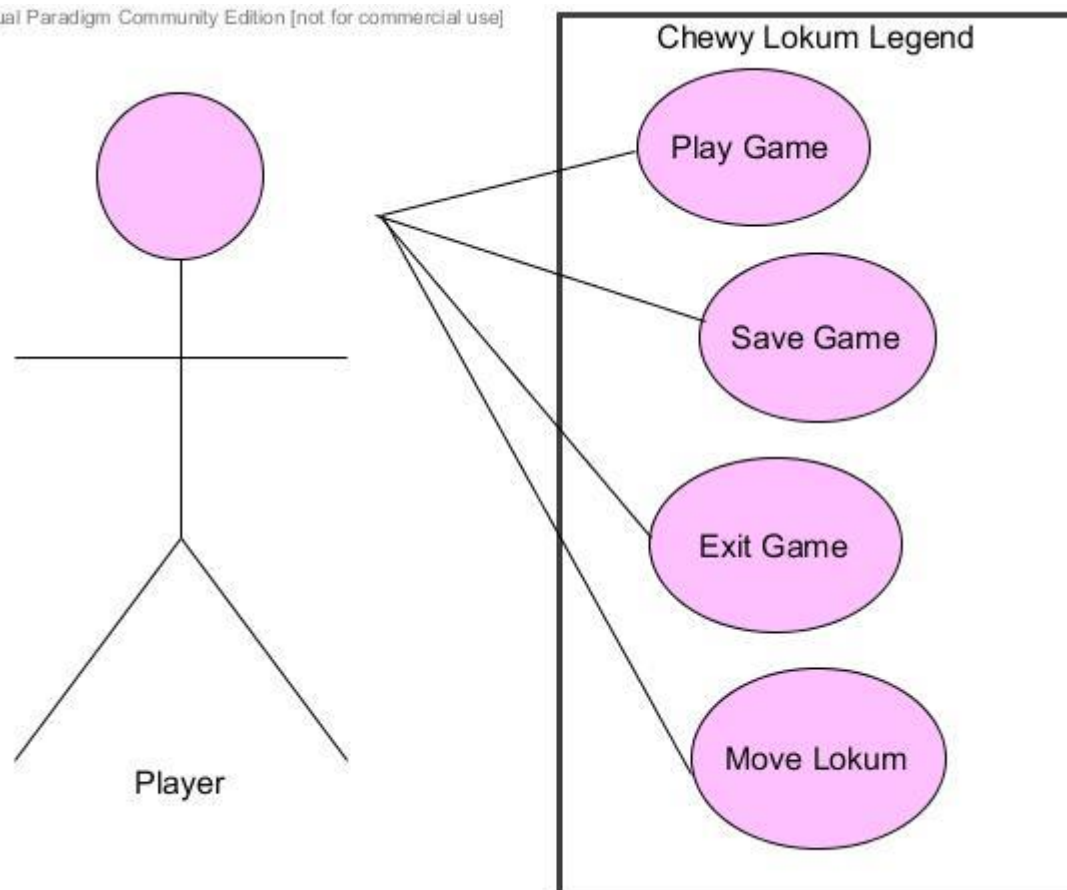 Paradigm Community Edition [not for commercial use]
Chewy Lokum Legend
Play Game
Save Game
Exit Game
Move Lokum
Player